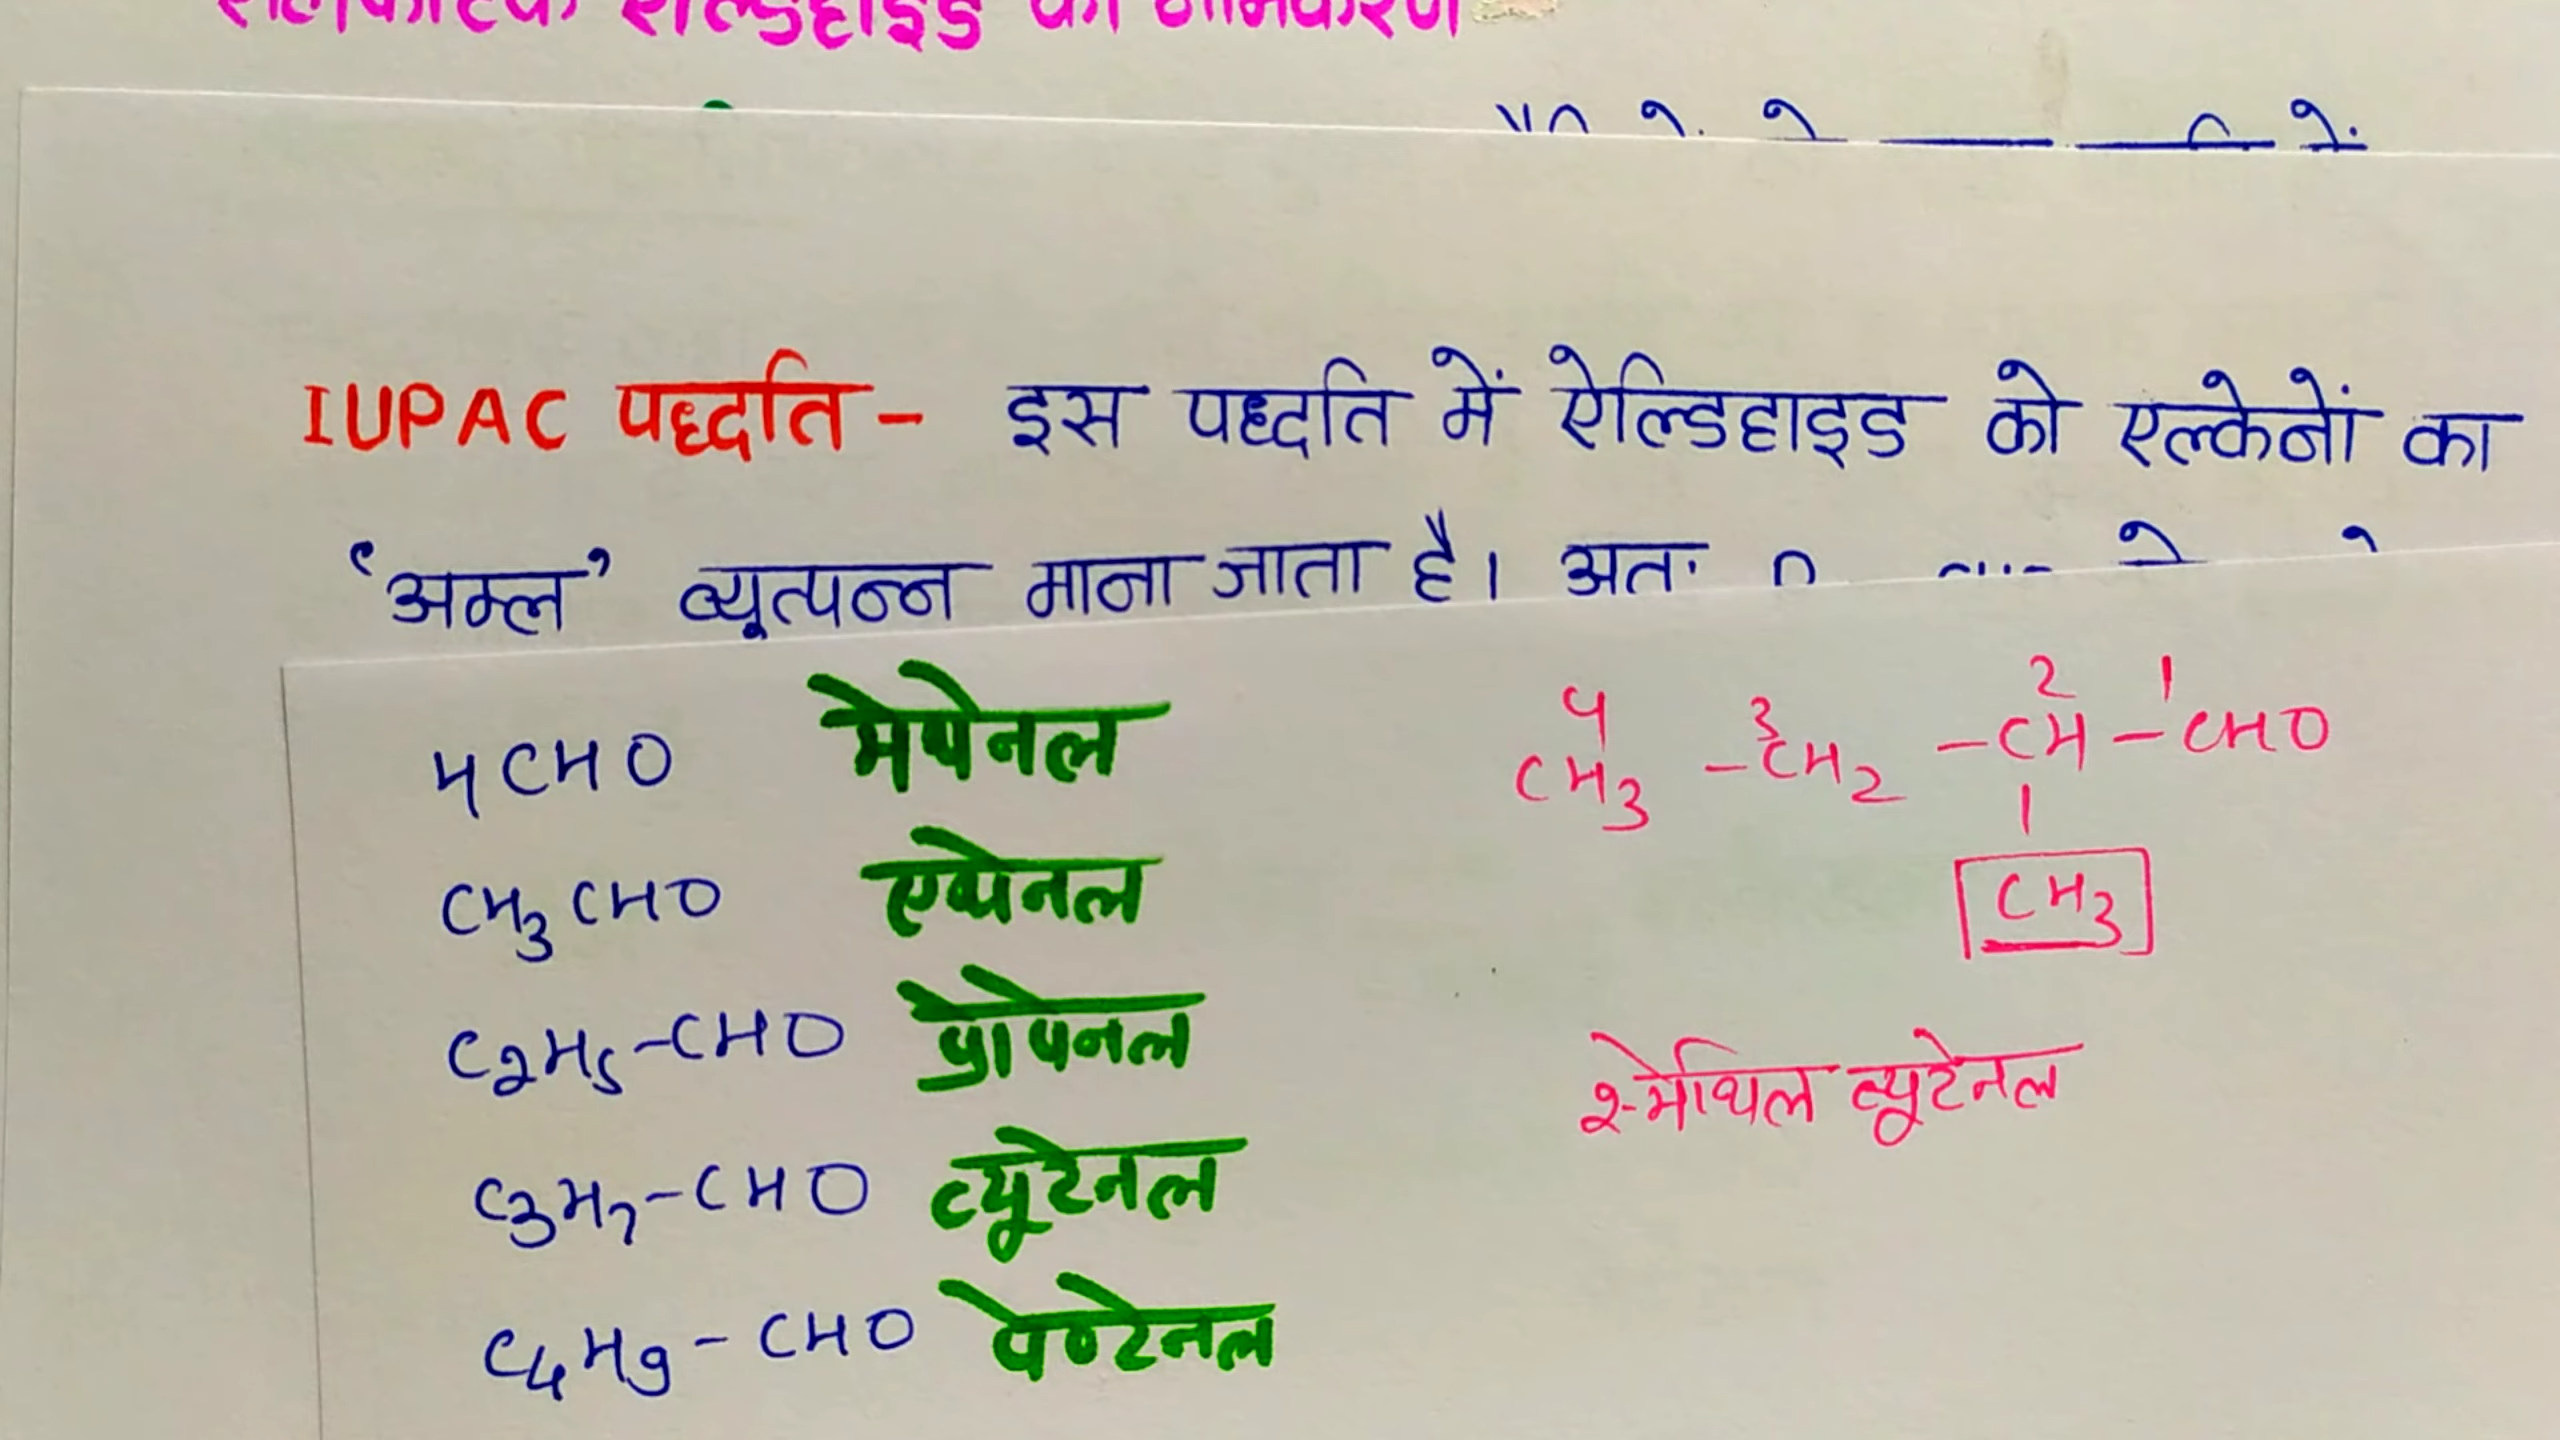 का नामकरण
IUPAC पद्धति - इस पद्धति में ऐल्डिहाइड को एल्केनों का
'अम्ल' व्यूत्पन्न माना जाता है। अतः
HCHO मेथेनल
CH3CHO एथेनल
C2H5-CHO प्रोपेनल
C3H7-CHO ब्यूटेनल
C4H9-CHO पेण्टेनल
4 3 2 1
CH3 -CH2 -CH-CHO
|
CH3
2-मेथिल ब्यूटेनल